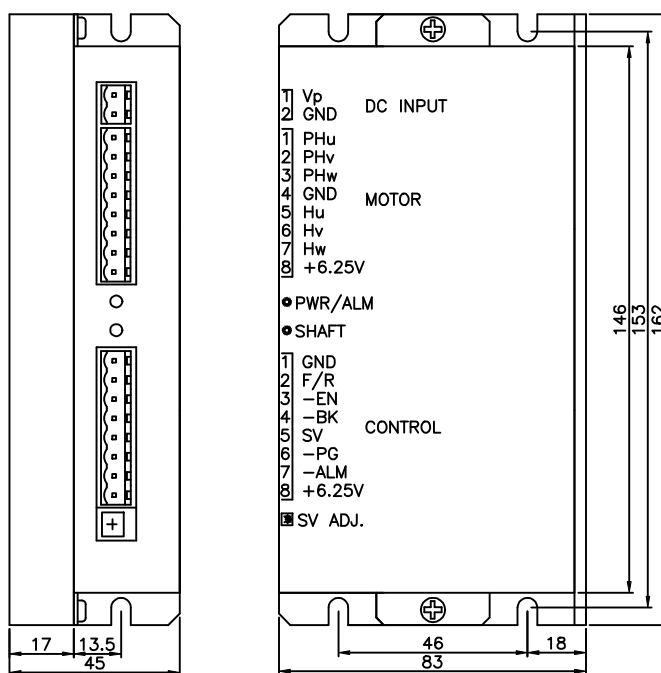 1 Vp
2 GND
DC INPUT
1 PHu
2 PHv
3 PHw
4 GND
5 Hu
6 Hv
7 Hw
8 +6.25V
MOTOR
PWR/ALM
SHAFT
1 GND
2 F/R
3 -EN
4 -BK
5 SV
6 -PG
7 -ALM
8 +6.25V
CONTROL
SV ADJ.
146
153
162
17
13.5
45
46
18
83